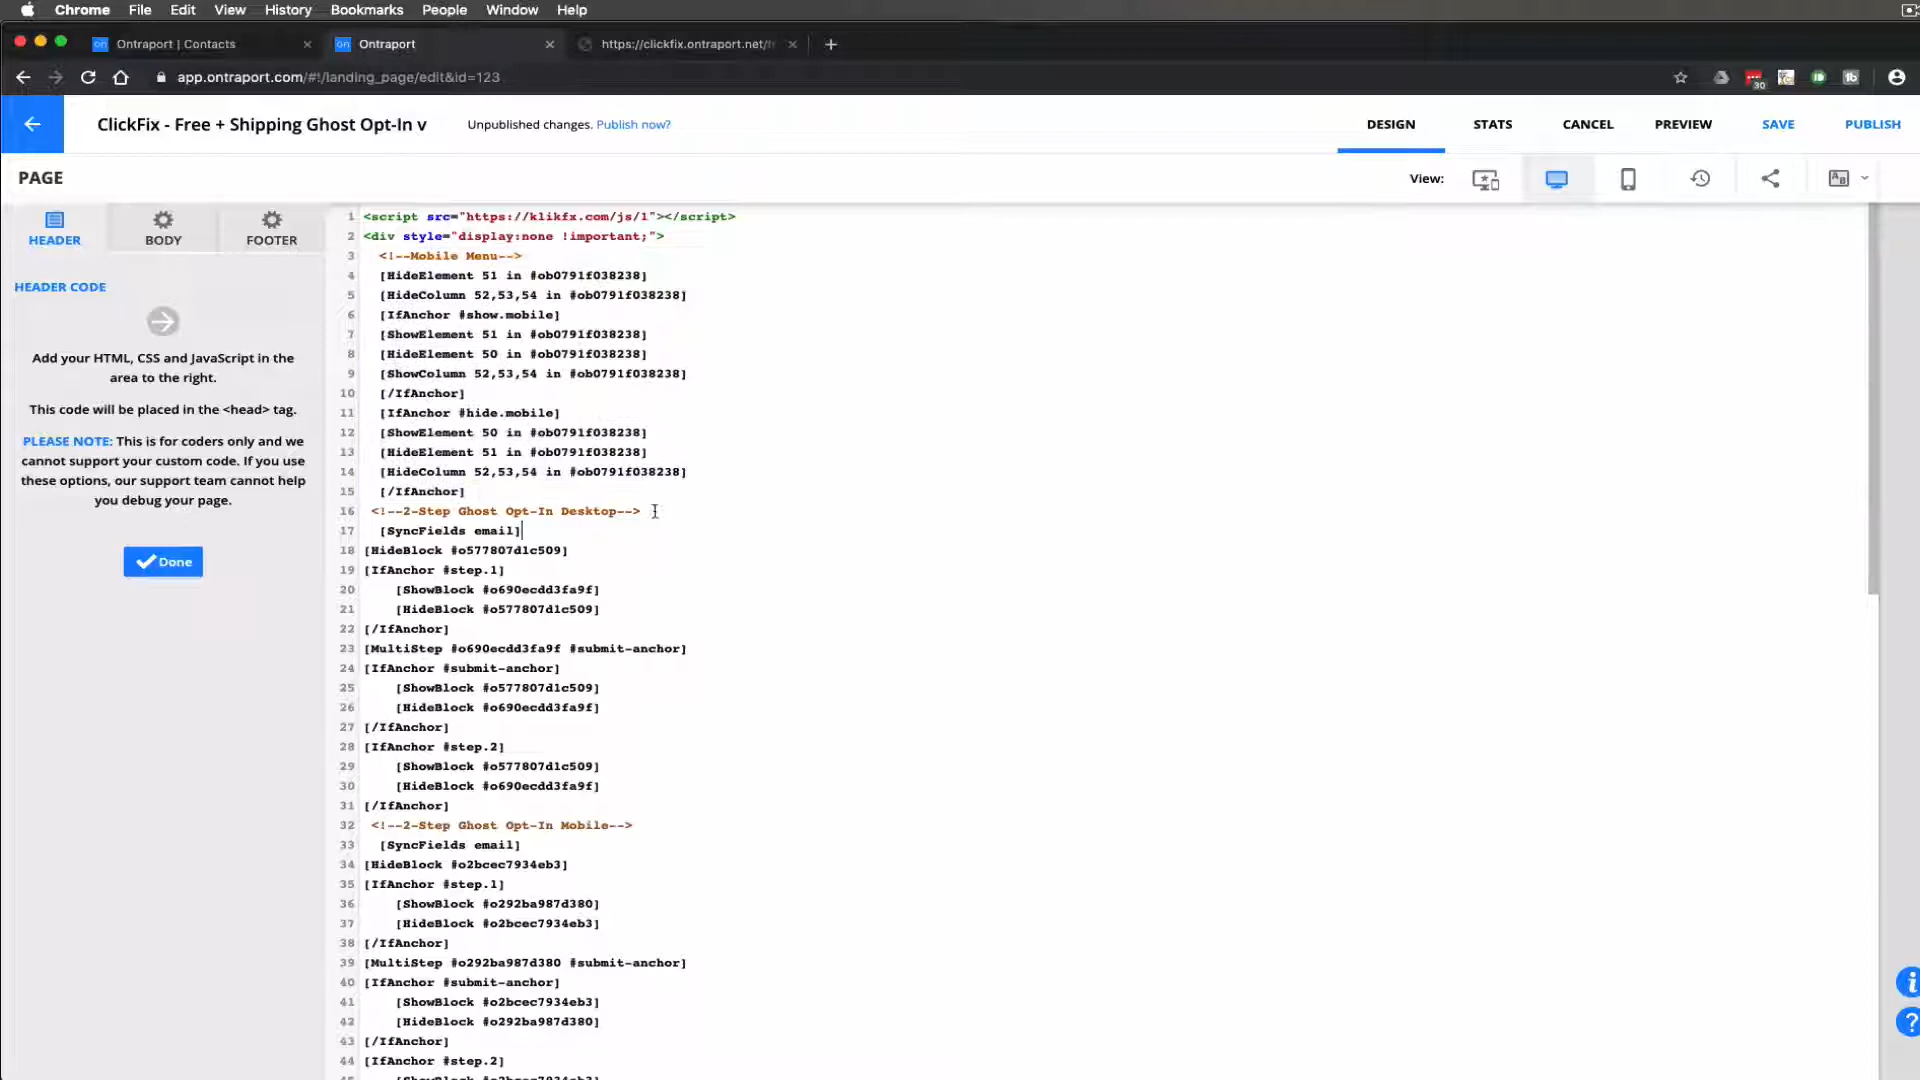 Chrome File Edit View History Bookmarks People Window Help
Ontraport | Contacts
Ontraport
https://clickfix.ontraport.net/
app.ontraport.com/#!/landing_page/edit&id=123
30
ClickFix - Free + Shipping Ghost Opt-In v
Unpublished changes. Publish now?
DESIGN STATS CANCEL PREVIEW SAVE PUBLISH
PAGE
View:
HEADER BODY FOOTER
HEADER CODE
Add your HTML, CSS and JavaScript in the
area to the right.
This code will be placed in the <head> tag.
PLEASE NOTE: This is for coders only and we
cannot support your custom code. If you use
these options, our support team cannot help
you debug your page.
Done
1 <script src="https://klikfx.com/js/1"></script>
2 <div style="display:none !important;">
3 <!--Mobile Menu-->
4 [HideElement 51 in #ob0791f038238]
5 [HideColumn 52,53,54 in #ob0791f038238]
6 [IfAnchor #show.mobile]
7 [ShowElement 51 in #ob0791f038238]
8 [HideElement 50 in #ob0791f038238]
9 [ShowColumn 52,53,54 in #ob0791f038238]
10 [/IfAnchor]
11 [IfAnchor #hide.mobile]
12 [ShowElement 50 in #ob0791f038238]
13 [HideElement 51 in #ob0791f038238]
14 [HideColumn 52,53,54 in #ob0791f038238]
15 [/IfAnchor]
16 <!--2-Step Ghost Opt-In Desktop-->
17 [SyncFields email]
18 [HideBlock #o577807d1c509]
19 [IfAnchor #step.1]
20 [ShowBlock #o690ecdd3fa9f]
21 [HideBlock #o577807d1c509]
22 [/IfAnchor]
23 [MultiStep #o690ecdd3fa9f #submit-anchor]
24 [IfAnchor #submit-anchor]
25 [ShowBlock #o577807d1c509]
26 [HideBlock #o690ecdd3fa9f]
27 [/IfAnchor]
28 [IfAnchor #step.2]
29 [ShowBlock #o577807d1c509]
30 [HideBlock #o690ecdd3fa9f]
31 [/IfAnchor]
32 <!--2-Step Ghost Opt-In Mobile-->
33 [SyncFields email]
34 [HideBlock #o2bcec7934eb3]
35 [IfAnchor #step.1]
36 [ShowBlock #o292ba987d380]
37 [HideBlock #o2bcec7934eb3]
38 [/IfAnchor]
39 [MultiStep #o292ba987d380 #submit-anchor]
40 [IfAnchor #submit-anchor]
41 [ShowBlock #o2bcec7934eb3]
42 [HideBlock #o292ba987d380]
43 [/IfAnchor]
44 [IfAnchor #step.2]